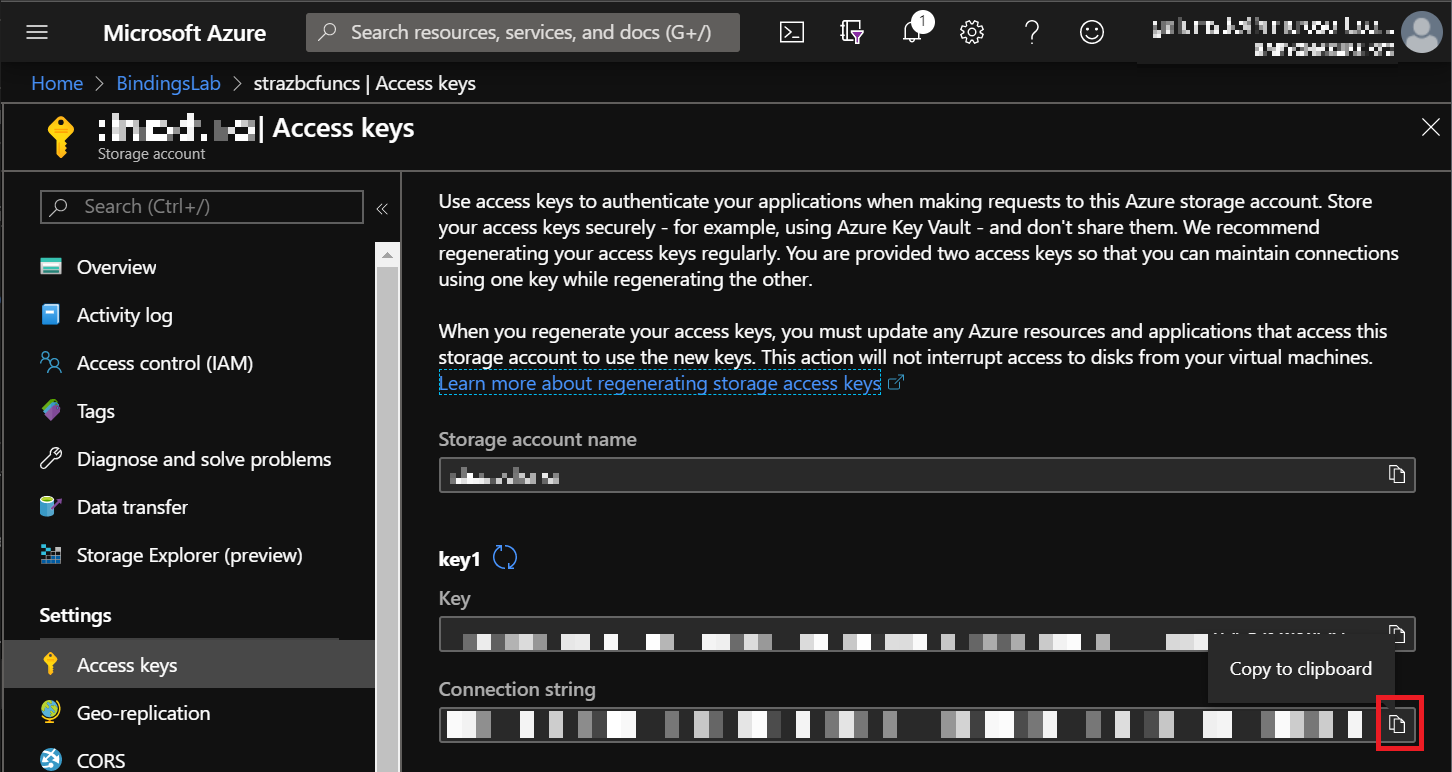 Microsoft Azure
Search resources, services, and docs (G+/)
1
Home > BindingsLab > strazbcfuncs | Access keys
| Access keys
Storage account
Search (Ctrl+/)
Overview
Activity log
Access control (IAM)
Tags
Diagnose and solve problems
Data transfer
Storage Explorer (preview)
Settings
Access keys
Geo-replication
CORS
Use access keys to authenticate your applications when making requests to this Azure storage account. Store
your access keys securely - for example, using Azure Key Vault - and don't share them. We recommend
regenerating your access keys regularly. You are provided two access keys so that you can maintain connections
using one key while regenerating the other.
When you regenerate your access keys, you must update any Azure resources and applications that access this
storage account to use the new keys. This action will not interrupt access to disks from your virtual machines.
Learn more about regenerating storage access keys
Storage account name
key1
Key
Copy to clipboard
Connection string